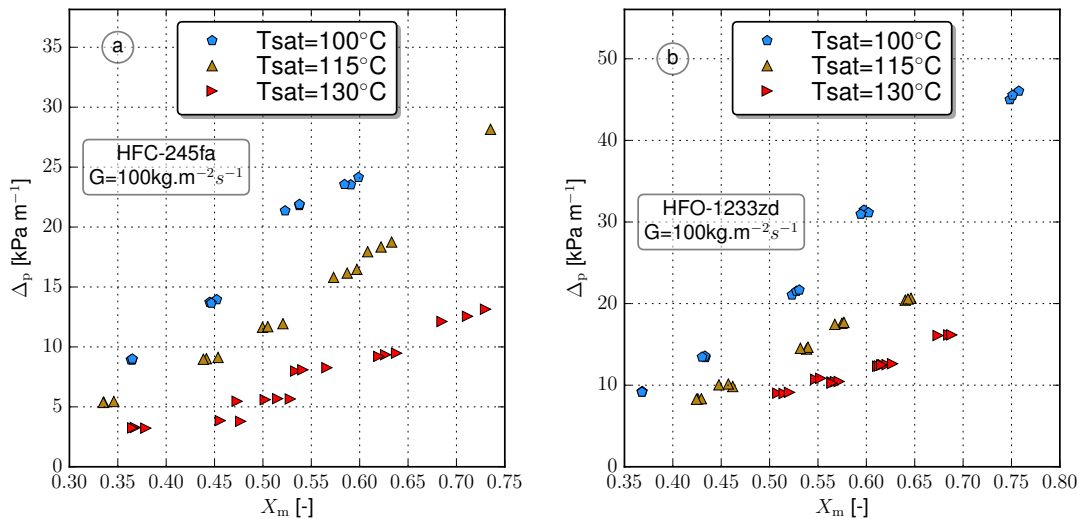 a
Tsat=100°C
Tsat=115°C
Tsat=130°C
HFC-245fa
G=100kg.m⁻²s⁻¹
35
30
25
20
15
10
5
0
Δp [kPa m⁻¹]
0.30 0.35 0.40 0.45 0.50 0.55 0.60 0.65 0.70 0.75
Xm [-]
b
Tsat=100°C
Tsat=115°C
Tsat=130°C
HFO-1233zd
G=100kg.m⁻²s⁻¹
50
40
30
20
10
0
Δp [kPa m⁻¹]
0.35 0.40 0.45 0.50 0.55 0.60 0.65 0.70 0.75 0.80
Xm [-]